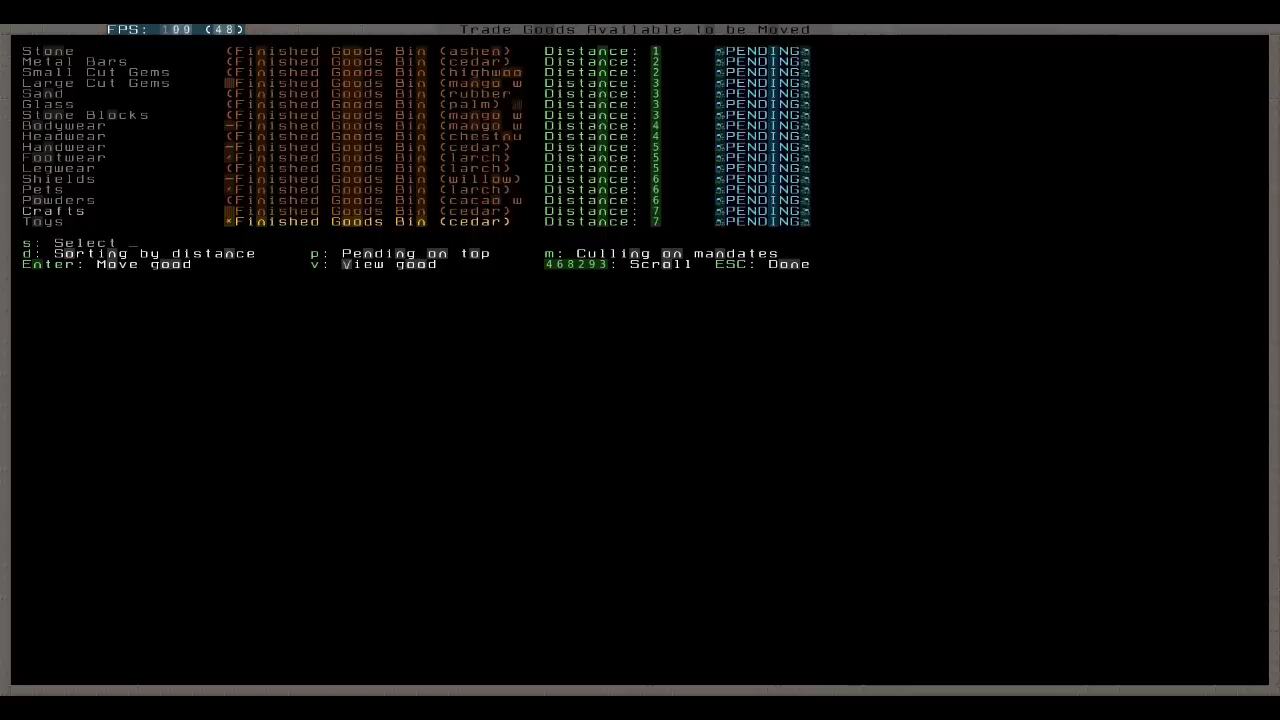 FPS: 199 (48) Trade Goods Available to be Moved
Stone (Finished Goods Bin (ashen) Distance: 1 PENDING
Metal Bars (Finished Goods Bin (cedar) Distance: 2 PENDING
Small Cut Gems (Finished Goods Bin (highwoo Distance: 2 PENDING
Large Cut Gems Finished Goods Bin (mango w Distance: 3 PENDING
Sand (Finished Goods Bin (rubber Distance: 3 PENDING
Glass (Finished Goods Bin (palm) Distance: 3 PENDING
Stone Blocks (Finished Goods Bin (mango w Distance: 3 PENDING
Bodywear -Finished Goods Bin (mango w Distance: 4 PENDING
Headwear (Finished Goods Bin (chestnu Distance: 4 PENDING
Handwear -Finished Goods Bin (cedar) Distance: 5 PENDING
Footwear Finished Goods Bin (larch) Distance: 5 PENDING
Legwear (Finished Goods Bin (larch) Distance: 5 PENDING
Shields -Finished Goods Bin (willow) Distance: 6 PENDING
Pets Finished Goods Bin (larch) Distance: 6 PENDING
Powders (Finished Goods Bin (cacao w Distance: 6 PENDING
Crafts Finished Goods Bin (cedar) Distance: 7 PENDING
Toys *Finished Goods Bin (cedar) Distance: 7 PENDING
s: Select _
d: Sorting by distance p: Pending on top m: Culling on mandates
Enter: Move good v: View good 468293: Scroll ESC: Done